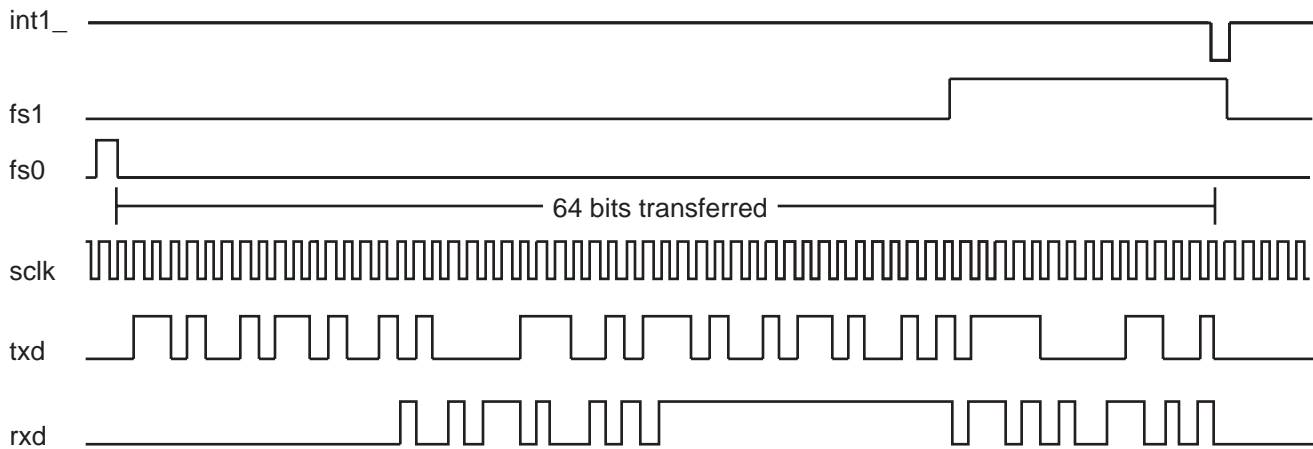 int1_
fs1
fs0
64 bits transferred
sclk
txd
rxd